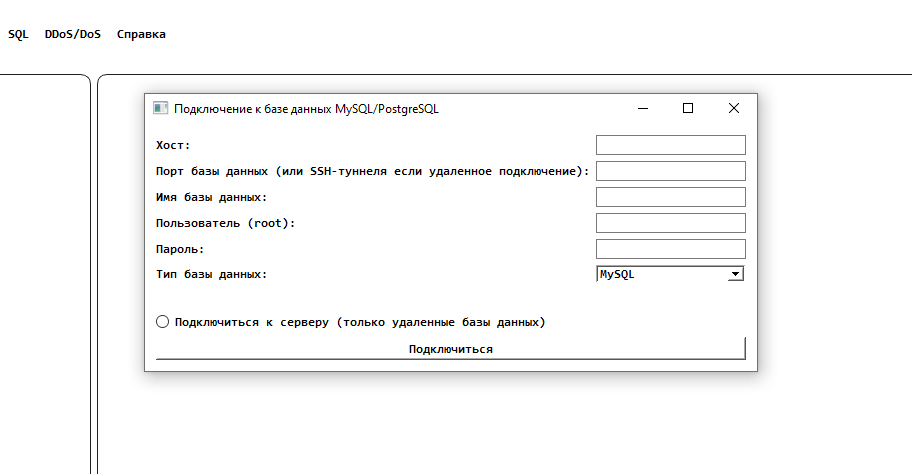 SQL DDoS/DoS Справка
Подключение к базе данных MySQL/PostgreSQL
Хост:
Порт базы данных (или SSH-туннеля если удаленное подключение):
Имя базы данных:
Пользователь (root):
Пароль:
Тип базы данных: MySQL
Подключиться к серверу (только удаленные базы данных)
Подключиться